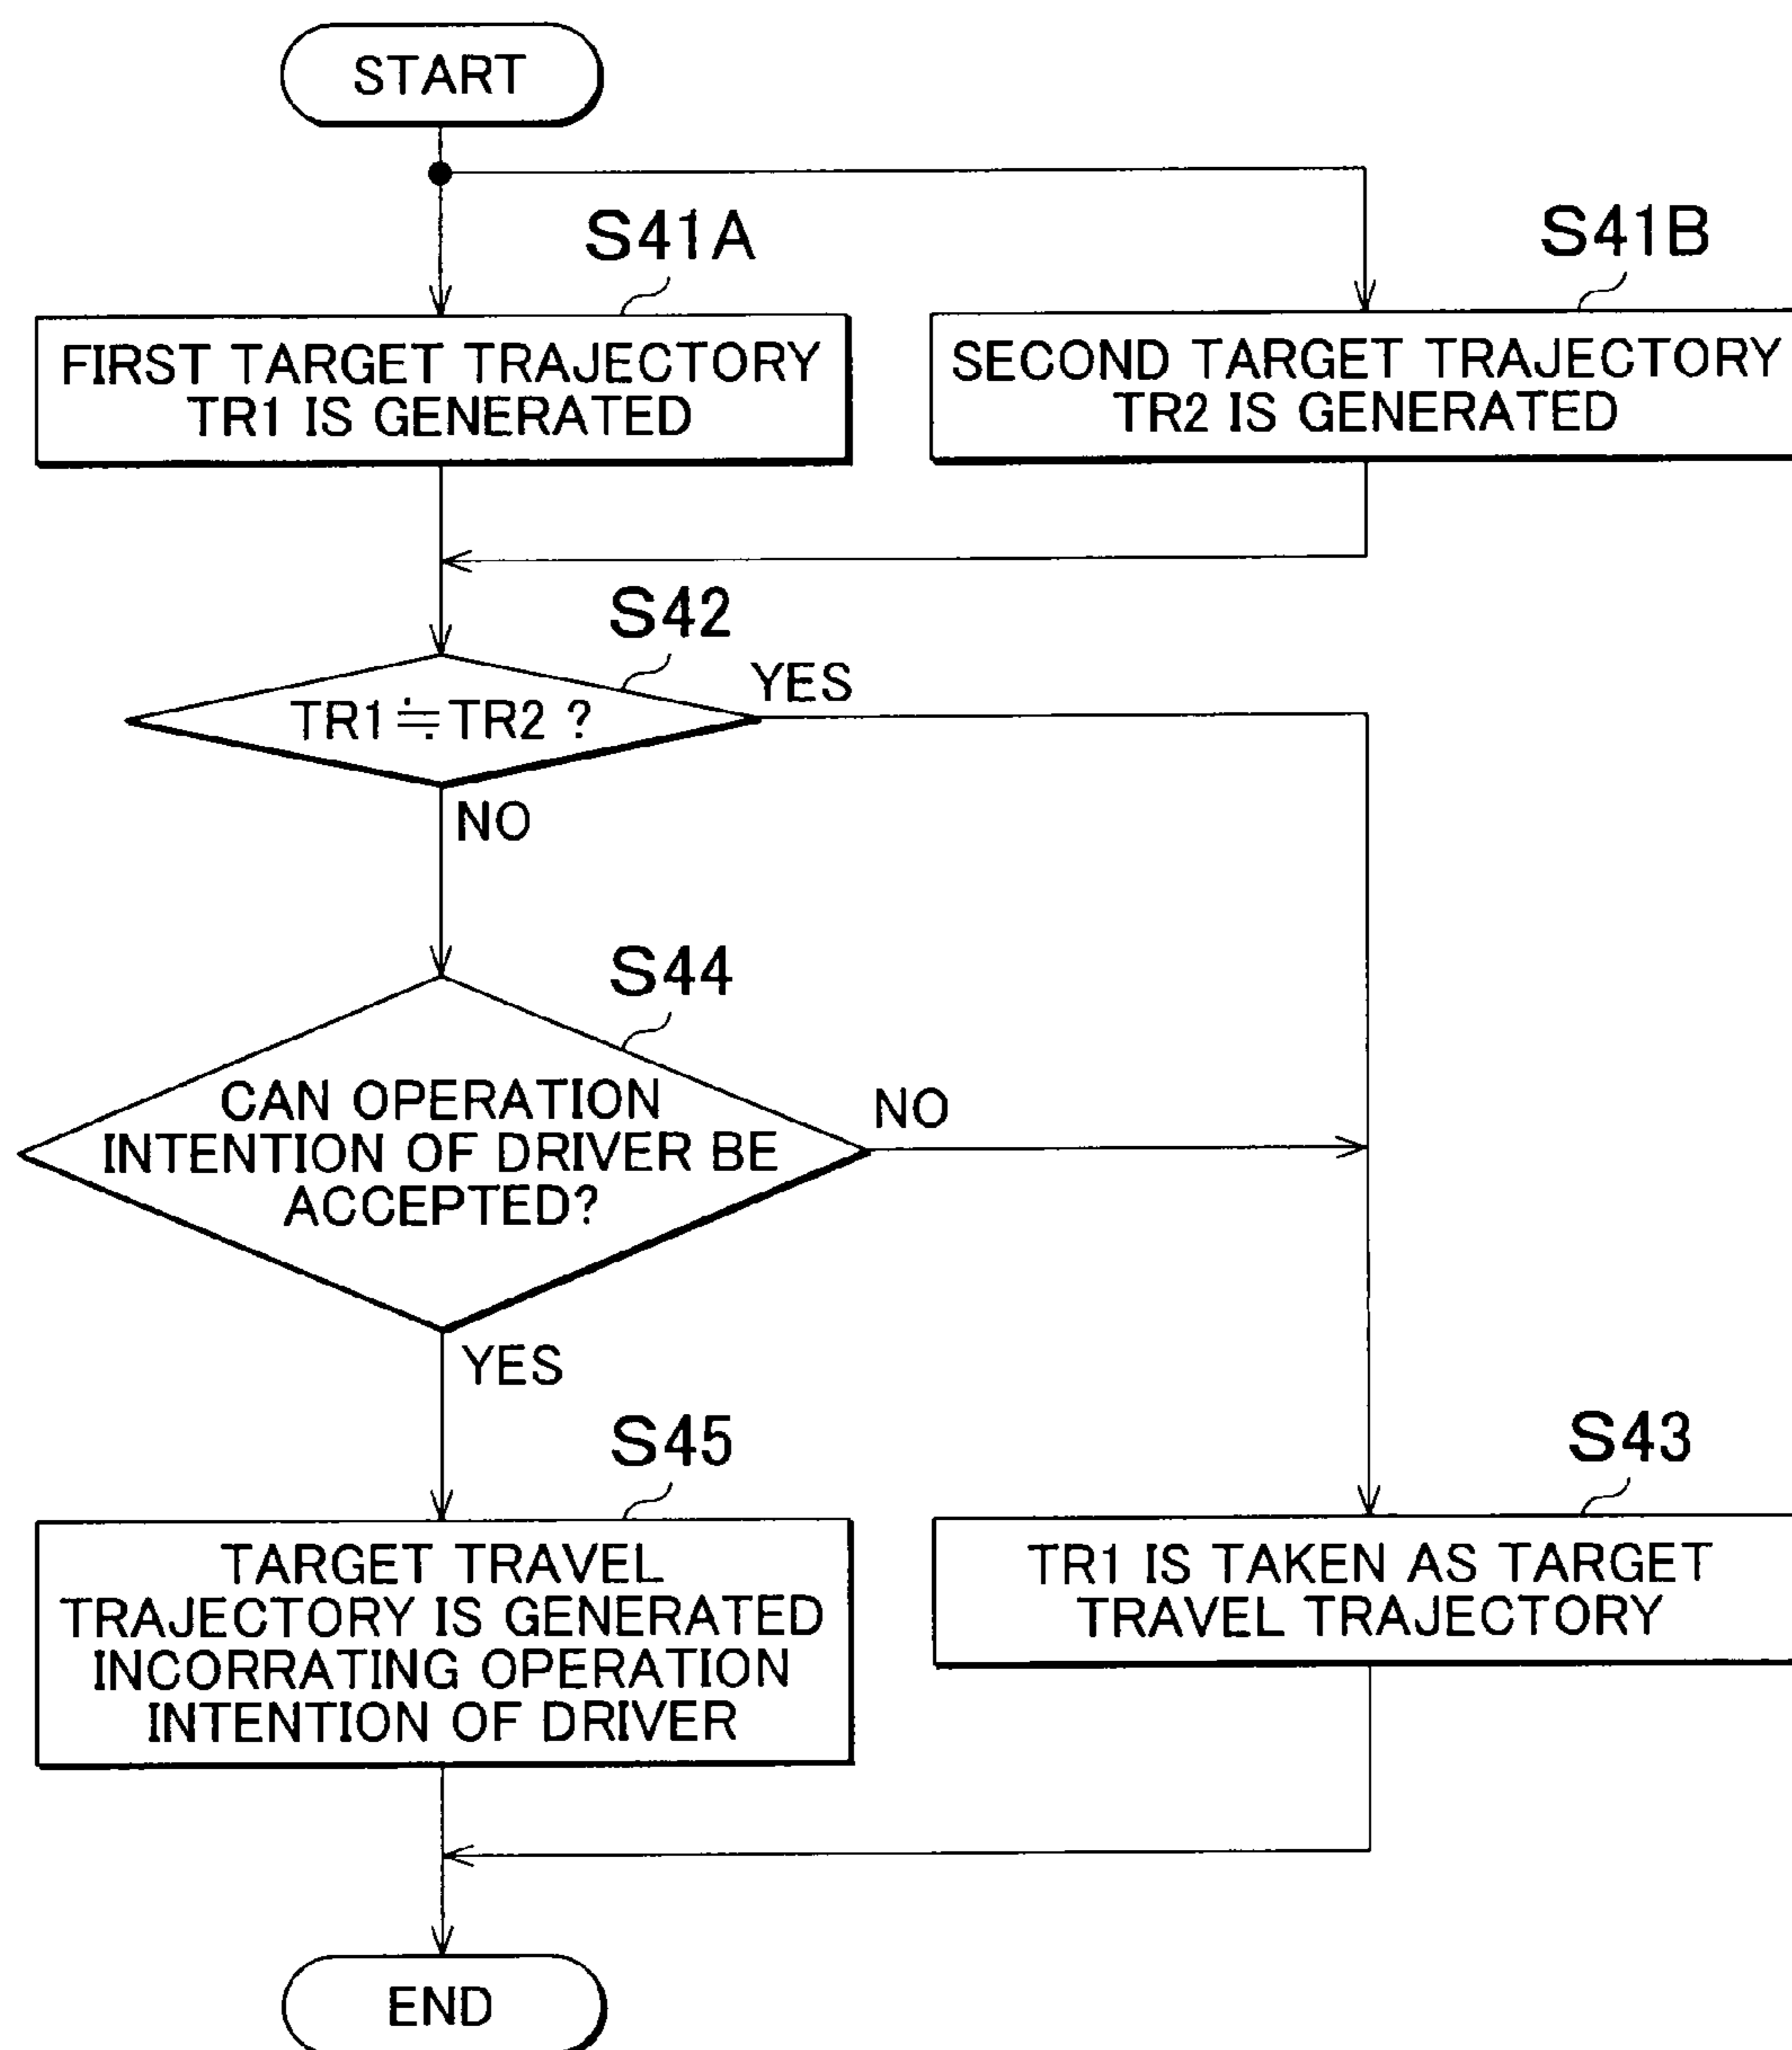 START
S41A
S41B
FIRST TARGET TRAJECTORY
TR1 IS GENERATED
SECOND TARGET TRAJECTORY
TR2 IS GENERATED
S42
TR1≒TR2 ?
YES
NO
S44
CAN OPERATION
INTENTION OF DRIVER BE
ACCEPTED?
NO
YES
S45
S43
TARGET TRAVEL
TRAJECTORY IS GENERATED
INCORRATING OPERATION
INTENTION OF DRIVER
TR1 IS TAKEN AS TARGET
TRAVEL TRAJECTORY
END